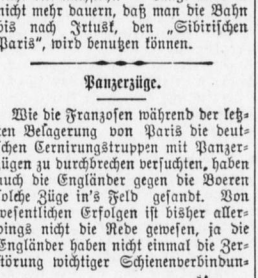 nicht mehr dauern, daß man die Bahn
bis nach Irtusk, den „Sibirischen
Paris“, wird benutzen können.
Panzerzüge.
Wie die Franzosen während der letz-
ten Belagerung von Paris die deut-
schen Cernirungstruppen mit Panzer-
zügen zu durchbrechen versuchten, haben
auch die Engländer gegen die Boeren
solche Züge in's Feld gesandt. Von
wesentlichen Erfolgen ist bisher aller-
dings nicht die Rede gewesen, ja die
Engländer haben nicht einmal die Zer-
störung wichtiger Schienenverbindun-